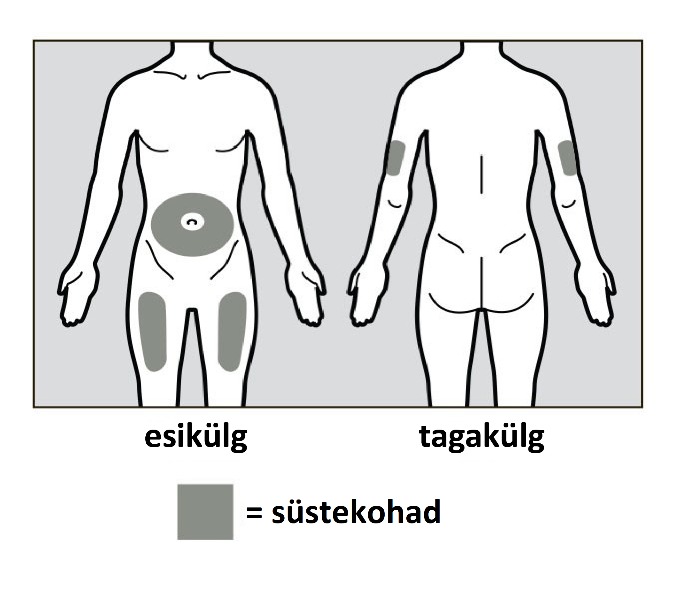 esikülg
tagakülg
= süstekohad